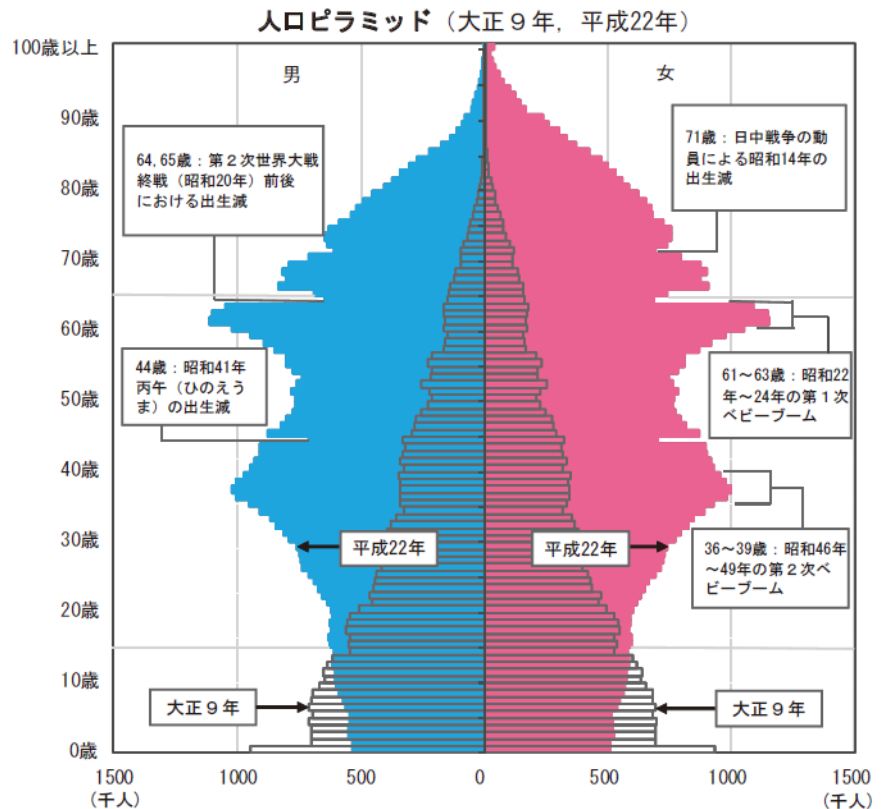 人口ピラミッド（大正９年，平成22年）
100歳以上
男
女
90歳
64,65歳：第２次世界大戦
終戦（昭和20年）前後
における出生減
71歳：日中戦争の動
員による昭和14年の
出生減
80歳
70歳
60歳
44歳：昭和41年
丙午（ひのえう
ま）の出生減
61～63歳：昭和22
年～24年の第１次
ベビーブーム
50歳
40歳
30歳
平成22年
平成22年
36～39歳：昭和46年
～49年の第２次ベ
ビーブーム
20歳
10歳
大正９年
大正９年
0歳
1500
1000
500
0
500
1000
1500
（千人）
（千人）